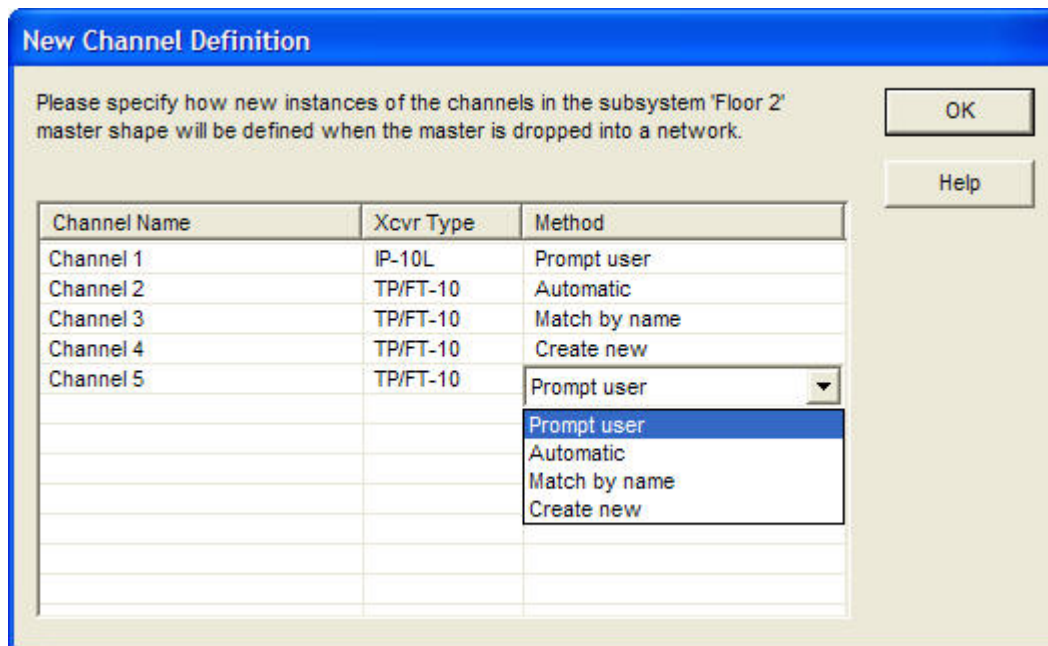 New Channel Definition
Please specify how new instances of the channels in the subsystem 'Floor 2'
master shape will be defined when the master is dropped into a network.
OK
Help
Channel Name Xcvr Type Method
Channel 1 IP-10L Prompt user
Channel 2 TP/FT-10 Automatic
Channel 3 TP/FT-10 Match by name
Channel 4 TP/FT-10 Create new
Channel 5 TP/FT-10 Prompt user
Prompt user
Automatic
Match by name
Create new